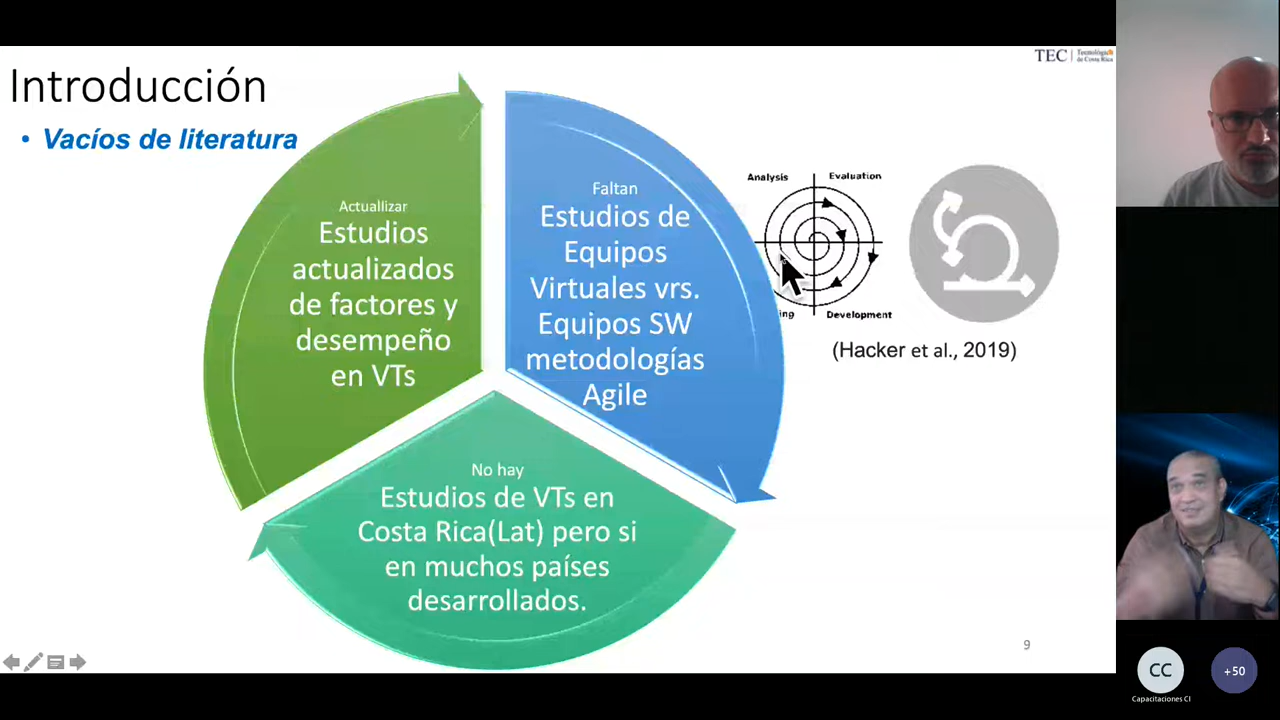 TEC | Tecnológico
de Costa Rica
Introducción
• Vacíos de literatura
Actuallizar
Estudios
actualizados
de factores y
desempeño
en VTs
Faltan
Estudios de
Equipos
Virtuales vrs.
Equipos SW
metodologías
Agile
No hay
Estudios de VTs en
Costa Rica(Lat) pero si
en muchos países
desarrollados.
Analysis
Evaluation
Development
(Hacker et al., 2019)
9
CC
+50
Capacitaciones CI